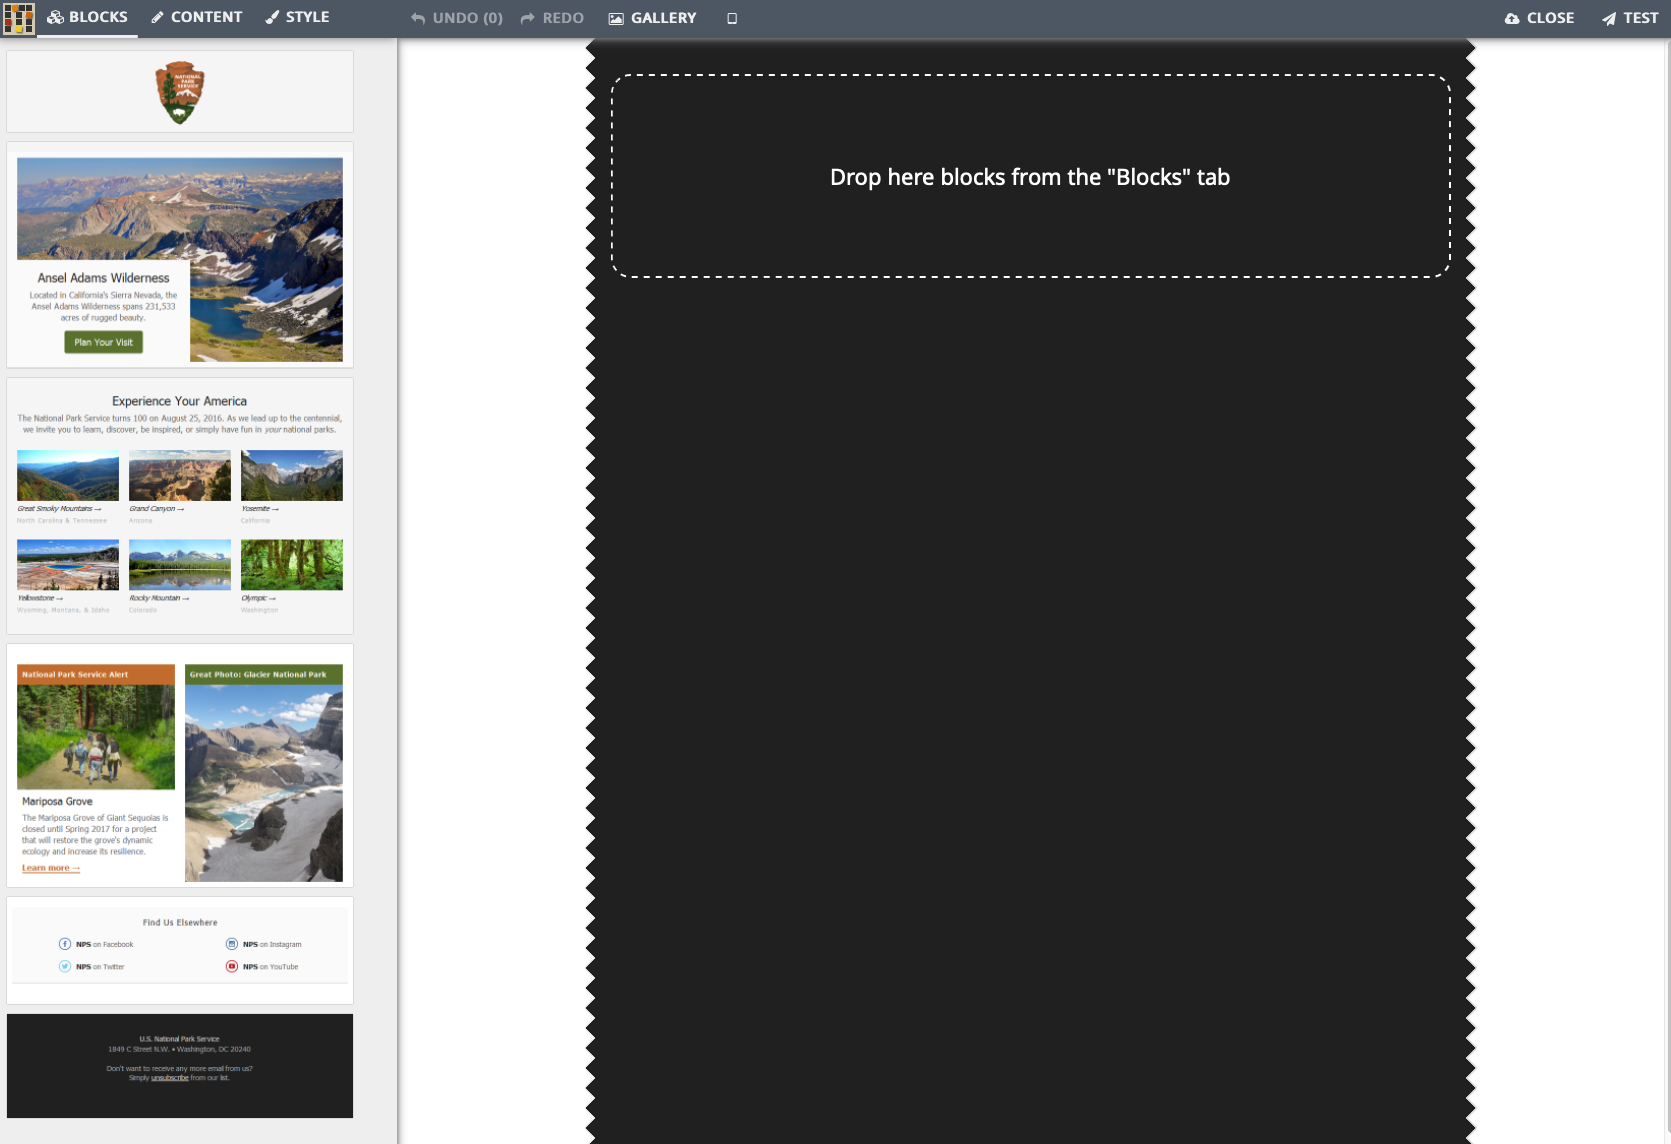 BLOCKS
CONTENT
STYLE
UNDO (0)
REDO
GALLERY
CLOSE
TEST
NATIONAL
PARK
SERVICE
Ansel Adams Wilderness
Located in California's Sierra Nevada, the
Ansel Adams Wilderness spans 231,533
acres of rugged beauty.
Plan Your Visit
Experience Your America
The National Park Service turns 100 on August 25, 2016. As we lead up to the centennial,
we invite you to learn, discover, be inspired, or simply have fun in your national parks.
Great Smoky Mountains →
North Carolina & Tennessee
Grand Canyon →
Arizona
Yosemite →
California
Yellowstone →
Wyoming, Montana, & Idaho
Rocky Mountain →
Colorado
Olympic →
Washington
National Park Service Alert
Mariposa Grove
The Mariposa Grove of Giant Sequoias is
closed until Spring 2017 for a project
that will restore the grove's dynamic
ecology and increase its resilience.
Learn more →
Great Photo: Glacier National Park
Find Us Elsewhere
NPS on Facebook
NPS on Instagram
NPS on Twitter
NPS on YouTube
U.S. National Park Service
1849 C Street N.W. • Washington, DC 20240
Don't want to receive any more email from us?
Simply unsubscribe from our list.
Drop here blocks from the "Blocks" tab